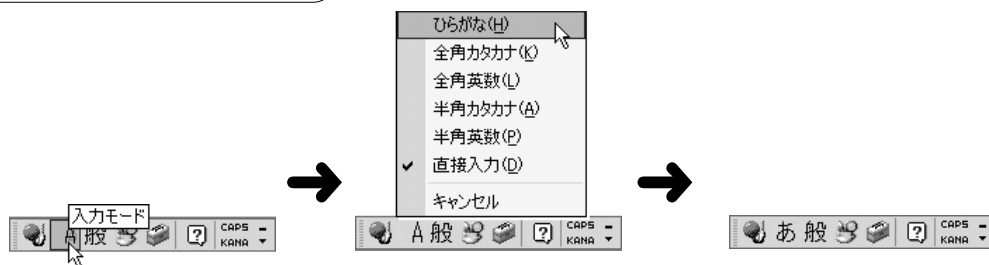 入力モード
A 般 CAPS KANA
ひらがな(H)
全角カタカナ(K)
全角英数(L)
半角カタカナ(A)
半角英数(P)
直接入力(D)
キャンセル
A 般 CAPS KANA
あ 般 CAPS KANA